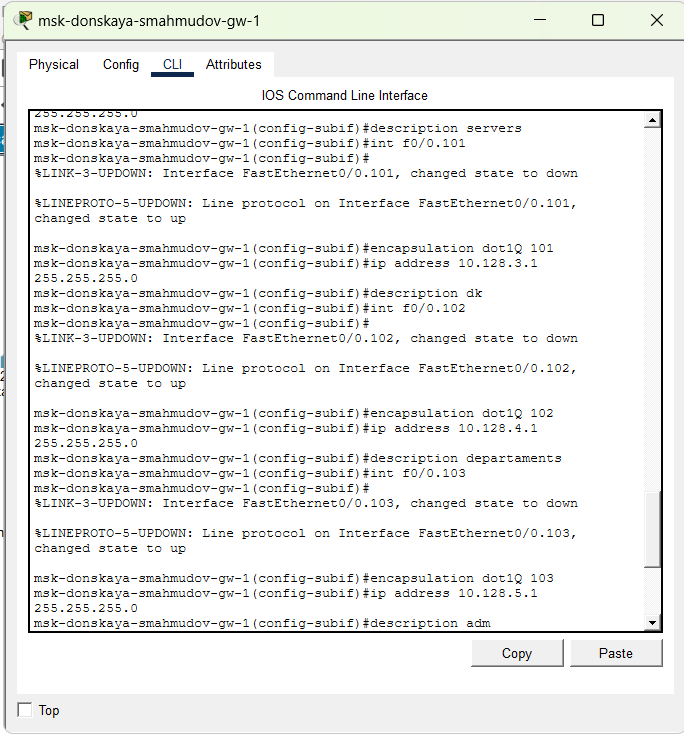 msk-donskaya-smahmudov-gw-1
Physical Config CLI Attributes
IOS Command Line Interface
255.255.255.0
msk-donskaya-smahmudov-gw-1(config-subif)#description servers
msk-donskaya-smahmudov-gw-1(config-subif)#int f0/0.101
msk-donskaya-smahmudov-gw-1(config-subif)#
%LINK-3-UPDOWN: Interface FastEthernet0/0.101, changed state to down
%LINEPROTO-5-UPDOWN: Line protocol on Interface FastEthernet0/0.101,
changed state to up
msk-donskaya-smahmudov-gw-1(config-subif)#encapsulation dot1Q 101
msk-donskaya-smahmudov-gw-1(config-subif)#ip address 10.128.3.1
255.255.255.0
msk-donskaya-smahmudov-gw-1(config-subif)#description dk
msk-donskaya-smahmudov-gw-1(config-subif)#int f0/0.102
msk-donskaya-smahmudov-gw-1(config-subif)#
%LINK-3-UPDOWN: Interface FastEthernet0/0.102, changed state to down
%LINEPROTO-5-UPDOWN: Line protocol on Interface FastEthernet0/0.102,
changed state to up
msk-donskaya-smahmudov-gw-1(config-subif)#encapsulation dot1Q 102
msk-donskaya-smahmudov-gw-1(config-subif)#ip address 10.128.4.1
255.255.255.0
msk-donskaya-smahmudov-gw-1(config-subif)#description departaments
msk-donskaya-smahmudov-gw-1(config-subif)#int f0/0.103
msk-donskaya-smahmudov-gw-1(config-subif)#
%LINK-3-UPDOWN: Interface FastEthernet0/0.103, changed state to down
%LINEPROTO-5-UPDOWN: Line protocol on Interface FastEthernet0/0.103,
changed state to up
msk-donskaya-smahmudov-gw-1(config-subif)#encapsulation dot1Q 103
msk-donskaya-smahmudov-gw-1(config-subif)#ip address 10.128.5.1
255.255.255.0
msk-donskaya-smahmudov-gw-1(config-subif)#description adm
Copy Paste
Top